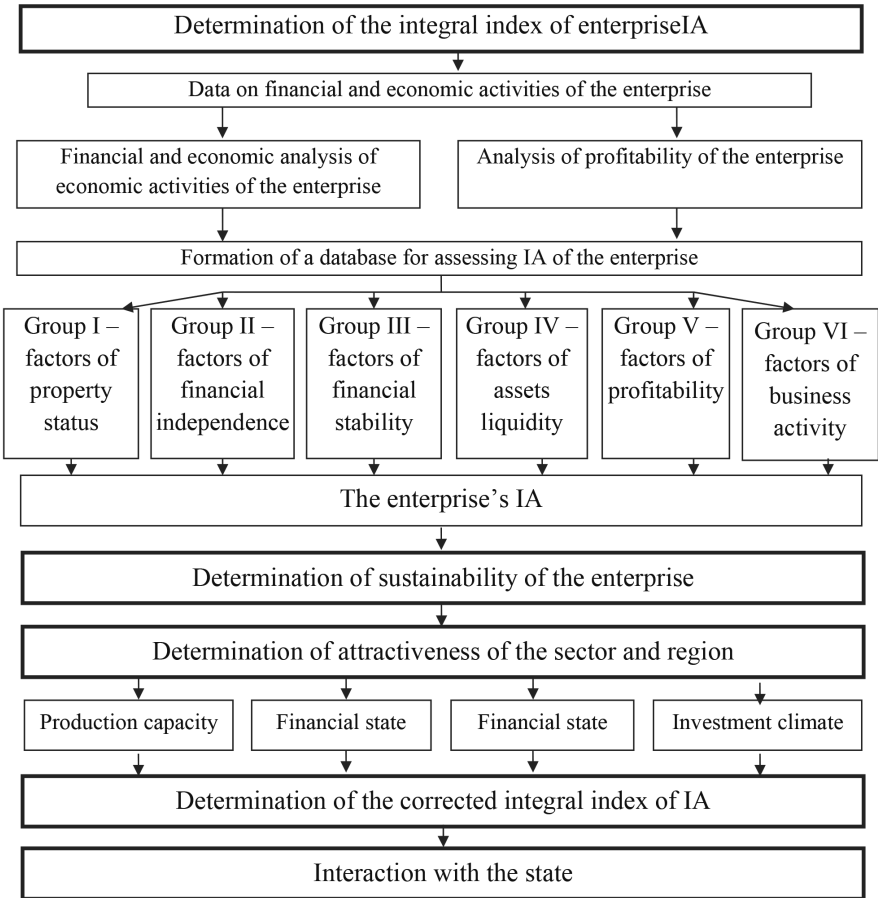 Determination of the integral index of enterpriseIA
Data on financial and economic activities of the enterprise
Financial and economic analysis of
economic activities of the enterprise
Analysis of profitability of the enterprise
Formation of a database for assessing IA of the enterprise
Group I –
factors of
property
status
Group II –
factors of
financial
independence
Group III –
factors of
financial
stability
Group IV –
factors of
assets
liquidity
Group V –
factors of
profitability
Group VI –
factors of
business
activity
The enterprise’s IA
Determination of sustainability of the enterprise
Determination of attractiveness of the sector and region
Production capacity
Financial state
Financial state
Investment climate
Determination of the corrected integral index of IA
Interaction with the state